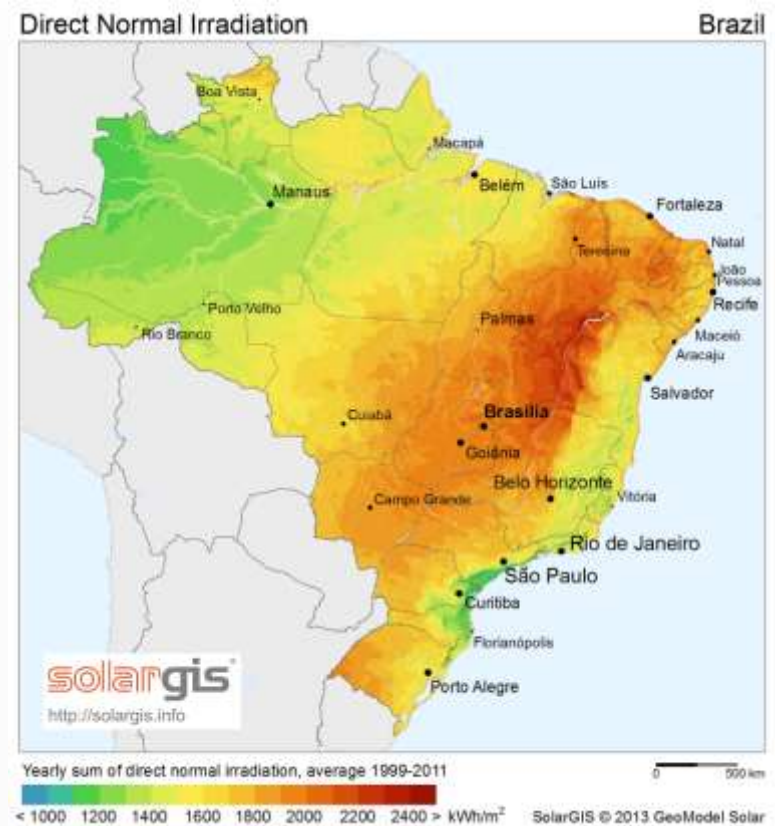 Direct Normal Irradiation
Brazil
Boa Vista
Macapá
Manaus
Belém
São Luís
Fortaleza
Teresina
Natal
João
Pessoa
Recife
Porto Velho
Palmas
Rio Branco
Maceió
Aracaju
Salvador
Cuiabá
Brasilia
Goiânia
Belo Horizonte
Campo Grande
Vitória
Rio de Janeiro
São Paulo
Curitiba
Florianópolis
Porto Alegre
solargis
http://solargis.info
Yearly sum of direct normal irradiation, average 1999-2011
0 500 km
< 1000 1200 1400 1600 1800 2000 2200 2400 > kWh/m²
SolarGIS © 2013 GeoModel Solar